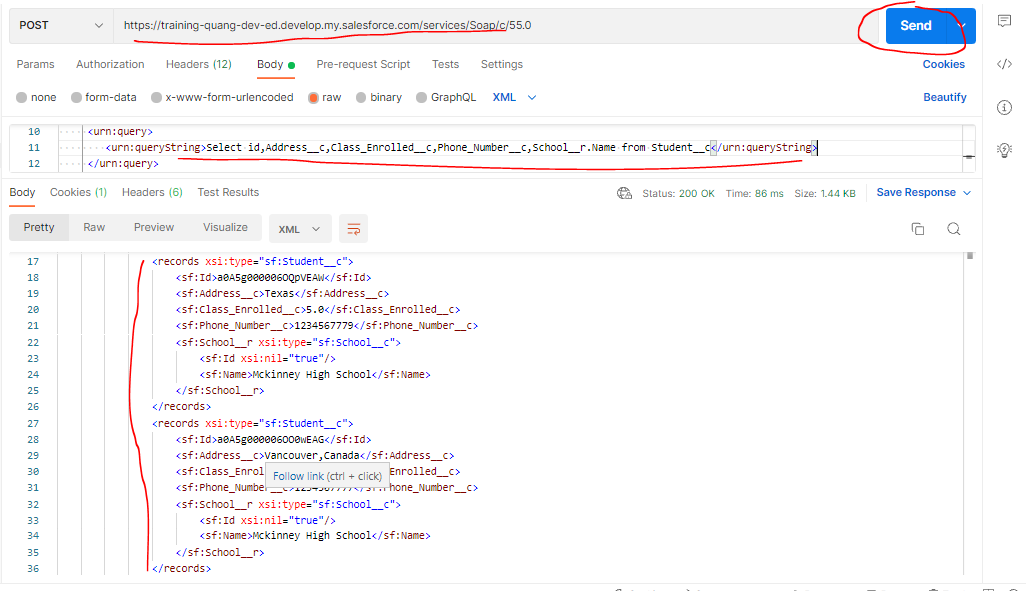 POST https://training-quang-dev-ed.develop.my.salesforce.com/services/Soap/c/55.0 Send
Params Authorization Headers (12) Body Pre-request Script Tests Settings Cookies
none form-data x-www-form-urlencoded raw binary GraphQL XML Beautify
10 <urn:query>
11 <urn:queryString>Select id,Address__c,Class_Enrolled__c,Phone_Number__c,School__r.Name from Student__c</urn:queryString>
12 </urn:query>
Body Cookies (1) Headers (6) Test Results Status: 200 OK Time: 86 ms Size: 1.44 KB Save Response
Pretty Raw Preview Visualize XML
17 <records xsi:type="sf:Student__c">
18 <sf:Id>a0A5g000006OQpVEAW</sf:Id>
19 <sf:Address__c>Texas</sf:Address__c>
20 <sf:Class_Enrolled__c>5.0</sf:Class_Enrolled__c>
21 <sf:Phone_Number__c>1234567779</sf:Phone_Number__c>
22 <sf:School__r xsi:type="sf:School__c">
23 <sf:Id xsi:nil="true"/>
24 <sf:Name>Mckinney High School</sf:Name>
25 </sf:School__r>
26 </records>
27 <records xsi:type="sf:Student__c">
28 <sf:Id>a0A5g000006OO0wEAG</sf:Id>
29 <sf:Address__c>Vancouver,Canada</sf:Address__c>
30 <sf:Class_Enrol Enrolled__c>
Follow link (ctrl + click)
31 <sf:Phone_Number__c>1234567777</sf:Phone_Number__c>
32 <sf:School__r xsi:type="sf:School__c">
33 <sf:Id xsi:nil="true"/>
34 <sf:Name>Mckinney High School</sf:Name>
35 </sf:School__r>
36 </records>